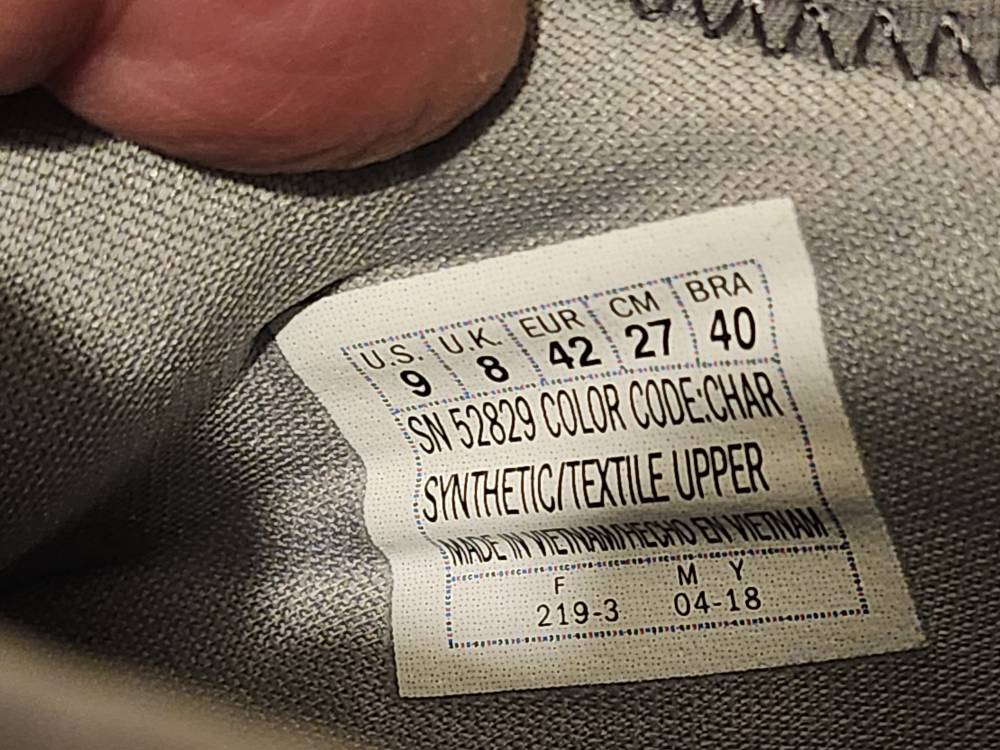 U.S. U.K. EUR CM BRA
9 8 42 27 40
SN 52829 COLOR CODE:CHAR
SYNTHETIC/TEXTILE UPPER
MADE IN VIETNAM/HECHO EN VIETNAM
F M Y
219-3 04-18